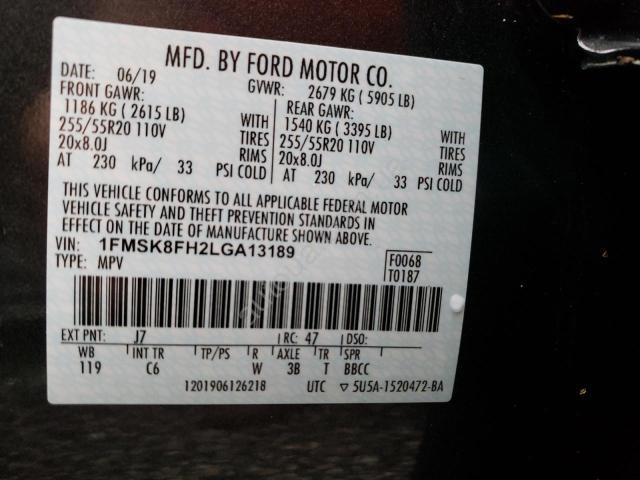 MFD. BY FORD MOTOR CO.
DATE: 06/19 GVWR: 2679 KG ( 5905 LB)
FRONT GAWR: REAR GAWR:
1186 KG ( 2615 LB) WITH 1540 KG ( 3395 LB) WITH
255/55R20 110V TIRES 255/55R20 110V TIRES
20x8.0J RIMS 20x8.0J RIMS
AT 230 kPa/ 33 PSI COLD AT 230 kPa/ 33 PSI COLD
THIS VEHICLE CONFORMS TO ALL APPLICABLE FEDERAL MOTOR
VEHICLE SAFETY AND THEFT PREVENTION STANDARDS IN
EFFECT ON THE DATE OF MANUFACTURE SHOWN ABOVE.
VIN: 1FMSK8FH2LGA13189 F0068
TYPE: MPV T0187
EXT PNT: J7 RC: 47 DSO:
WB INT TR TP/PS R AXLE TR SPR
119 C6 W 3B T BBCC
1201906126218 UTC ▽ 5U5A-1520472-BA